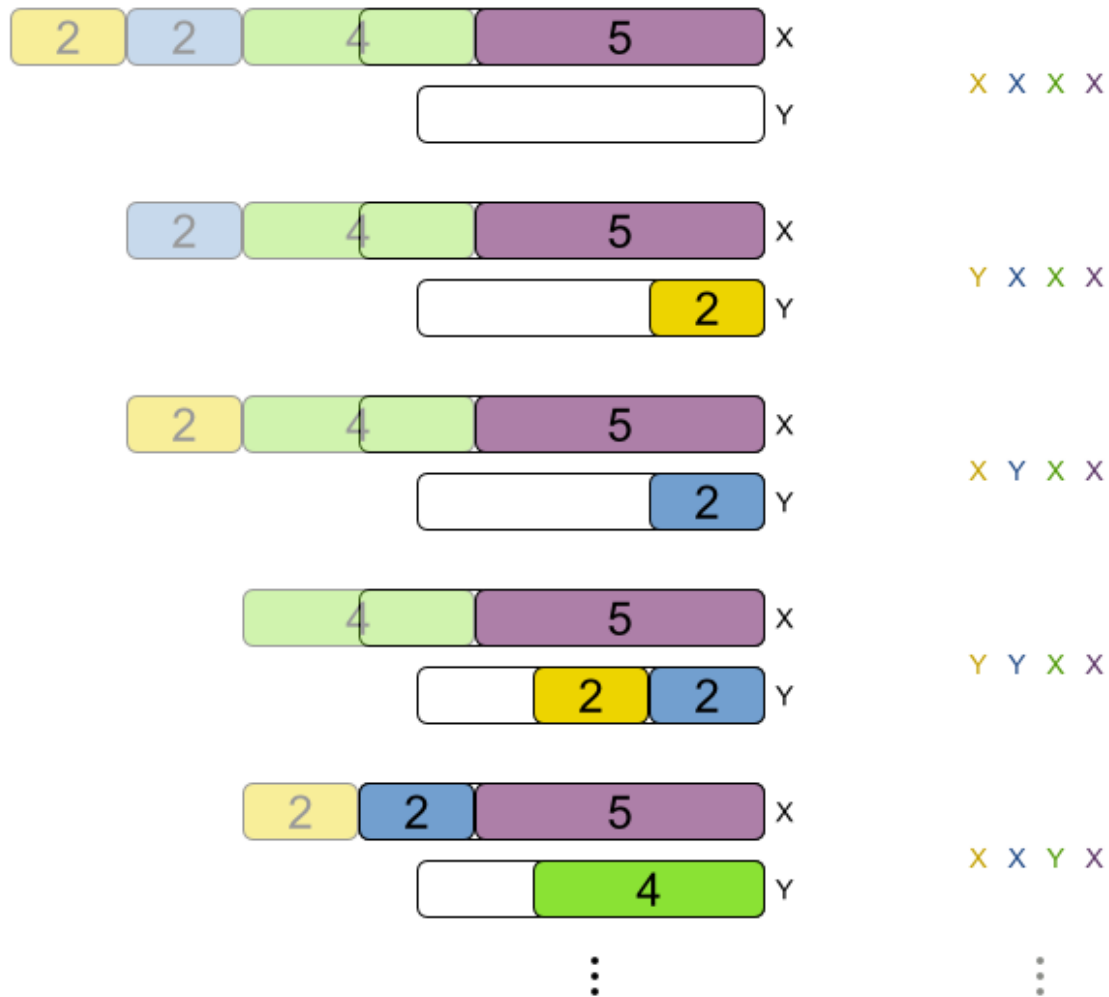 2 2 4 5 X
X X X X
Y
2 4 5 X
Y X X X
2 Y
2 4 5 X
X Y X X
2 Y
4 5 X
Y Y X X
2 2 Y
2 2 5 X
X X Y X
4 Y